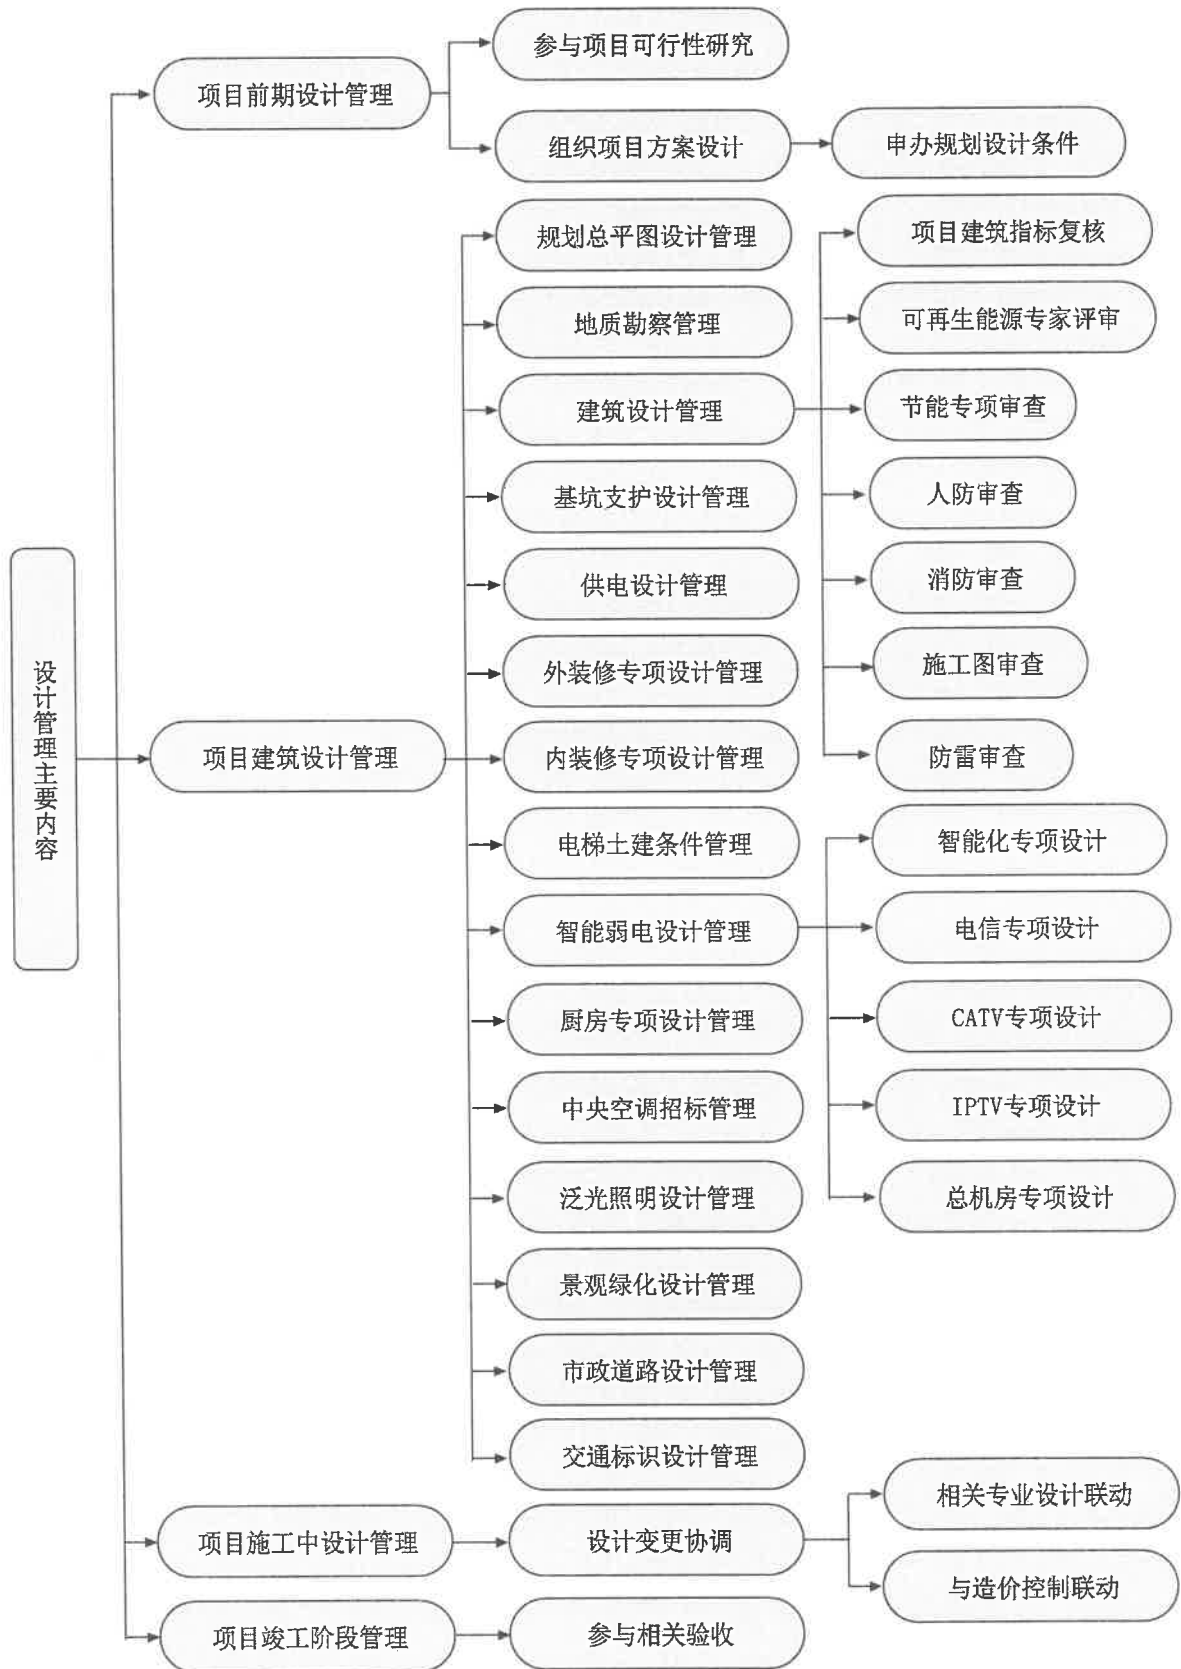 设计管理主要内容
项目前期设计管理
参与项目可行性研究
组织项目方案设计
申办规划设计条件
项目建筑设计管理
规划总平图设计管理
地质勘察管理
建筑设计管理
项目建筑指标复核
可再生能源专家评审
节能专项审查
人防审查
消防审查
施工图审查
防雷审查
基坑支护设计管理
供电设计管理
外装修专项设计管理
内装修专项设计管理
电梯土建条件管理
智能弱电设计管理
智能化专项设计
电信专项设计
CATV专项设计
IPTV专项设计
总机房专项设计
厨房专项设计管理
中央空调招标管理
泛光照明设计管理
景观绿化设计管理
市政道路设计管理
交通标识设计管理
项目施工中设计管理
设计变更协调
相关专业设计联动
与造价控制联动
项目竣工阶段管理
参与相关验收